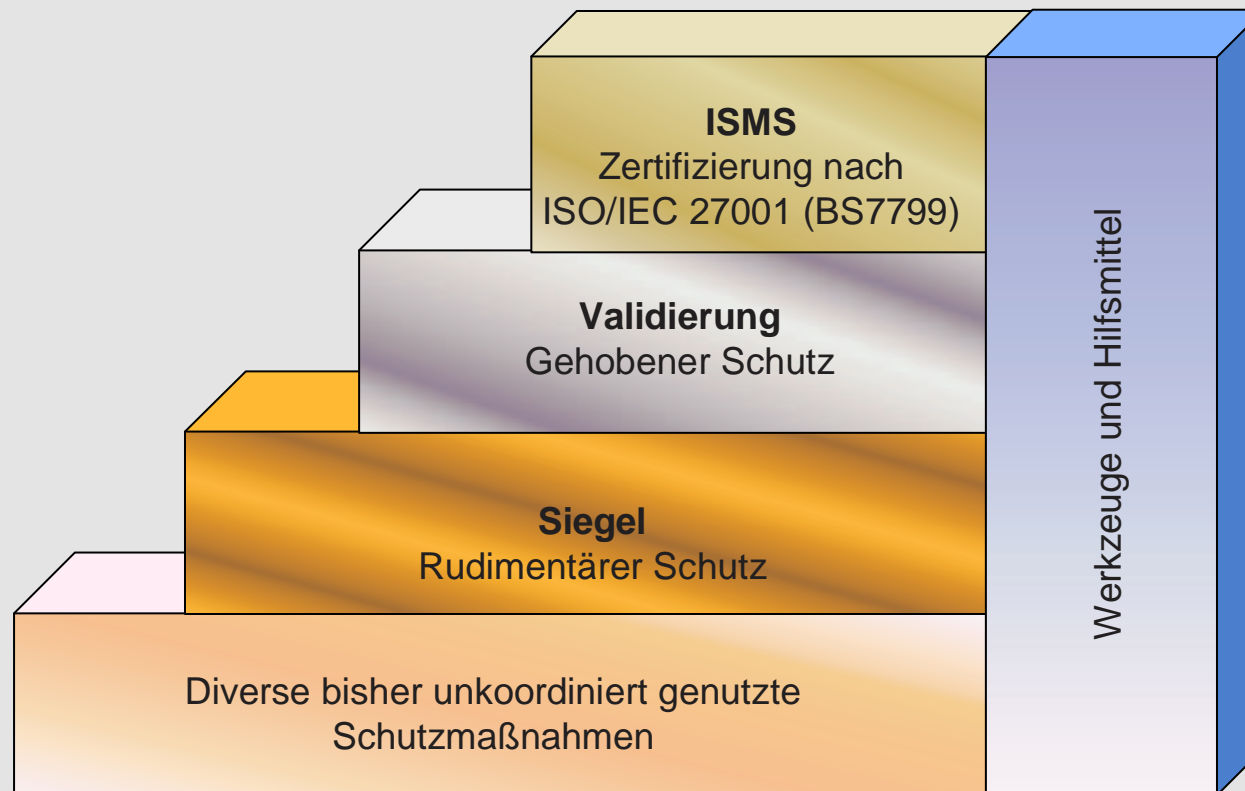 ISMS
Zertifizierung nach
ISO/IEC 27001 (BS7799)
Validierung
Gehobener Schutz
Siegel
Rudimentärer Schutz
Diverse bisher unkoordiniert genutzte
Schutzmaßnahmen
Werkzeuge und Hilfsmittel